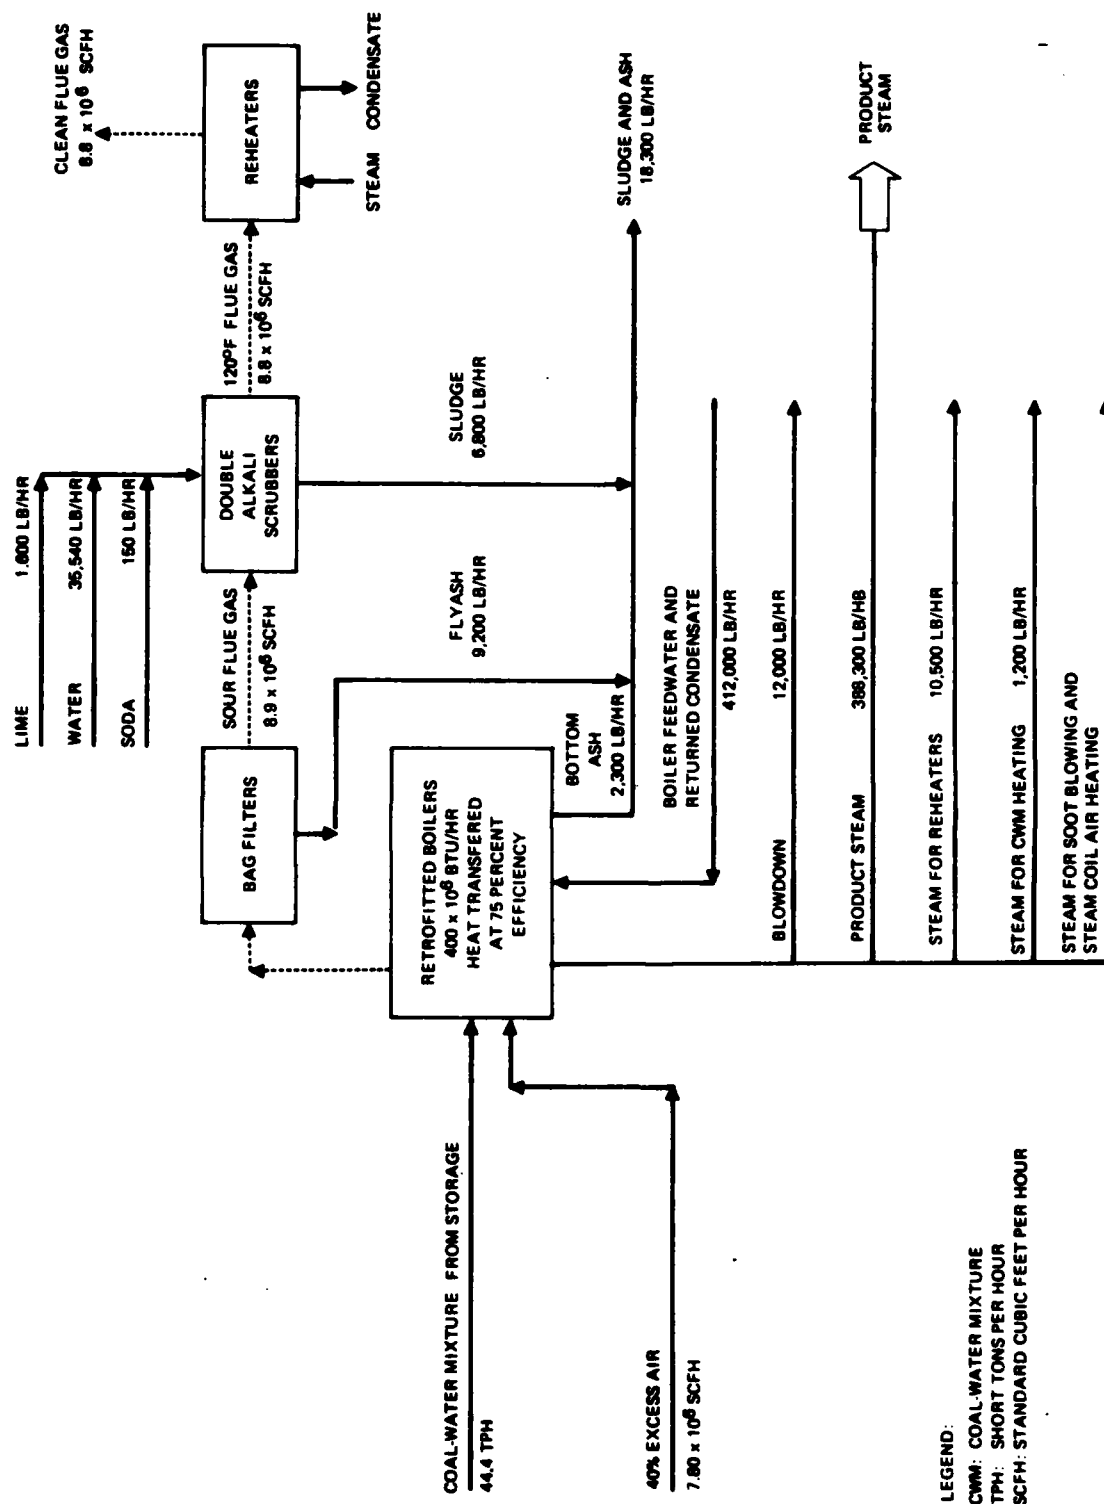 LIME 1.600 LB/HR
WATER 35,540 LB/HR
SODA 150 LB/HR
CLEAN FLUE GAS
8.8 x 10⁶ SCFH
BAG FILTERS
SOUR FLUE GAS
8.9 x 10⁶ SCFH
DOUBLE
ALKALI
SCRUBBERS
120ºF FLUE GAS
8.8 x 10⁶ SCFH
REHEATERS
STEAM CONDENSATE
COAL-WATER MIXTURE FROM STORAGE
44.4 TPH
40% EXCESS AIR
7.80 x 10⁶ SCFH
RETROFITTED BOILERS
400 x 10⁶ BTU/HR
HEAT TRANSFERED
AT 75 PERCENT
EFFICIENCY
FLYASH
9,200 LB/HR
SLUDGE
6,800 LB/HR
BOTTOM
ASH
2,300 LB/HR
SLUDGE AND ASH
18,300 LB/HR
BOILER FEEDWATER AND
RETURNED CONDENSATE
412,000 LB/HR
BLOWDOWN 12,000 LB/HR
PRODUCT STEAM 388,300 LB/HB
PRODUCT
STEAM
STEAM FOR REHEATERS 10,500 LB/HR
STEAM FOR CWM HEATING 1,200 LB/HR
STEAM FOR SOOT BLOWING AND
STEAM COIL AIR HEATING
LEGEND:
CWM: COAL-WATER MIXTURE
TPH: SHORT TONS PER HOUR
SCFH: STANDARD CUBIC FEET PER HOUR